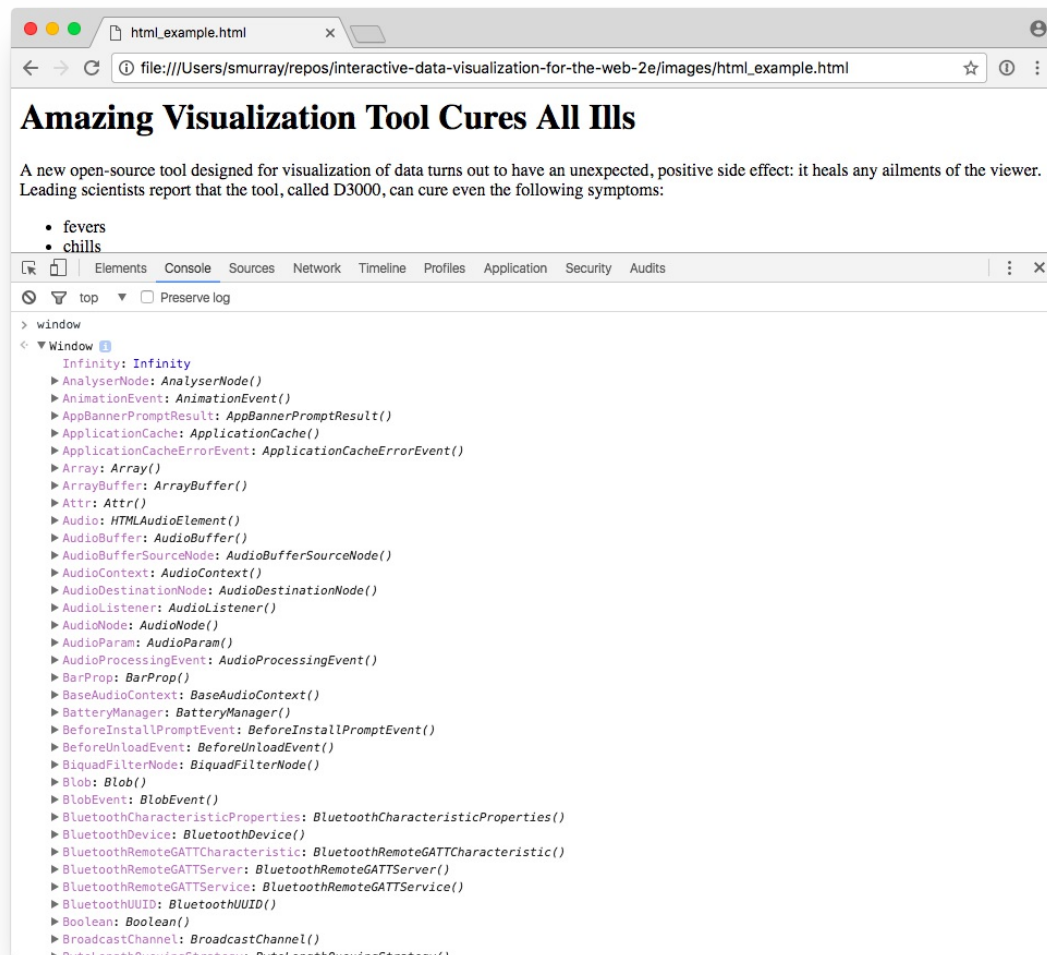 html_example.html
file:///Users/smurray/repos/interactive-data-visualization-for-the-web-2e/images/html_example.html
Amazing Visualization Tool Cures All Ills
A new open-source tool designed for visualization of data turns out to have an unexpected, positive side effect: it heals any ailments of the viewer.
Leading scientists report that the tool, called D3000, can cure even the following symptoms:
• fevers
• chills
Elements Console Sources Network Timeline Profiles Application Security Audits
top Preserve log
window
Window
Infinity: Infinity
AnalyserNode: AnalyserNode()
AnimationEvent: AnimationEvent()
AppBannerPromptResult: AppBannerPromptResult()
ApplicationCache: ApplicationCache()
ApplicationCacheErrorEvent: ApplicationCacheErrorEvent()
Array: Array()
ArrayBuffer: ArrayBuffer()
Attr: Attr()
Audio: HTMLAudioElement()
AudioBuffer: AudioBuffer()
AudioBufferSourceNode: AudioBufferSourceNode()
AudioContext: AudioContext()
AudioDestinationNode: AudioDestinationNode()
AudioListener: AudioListener()
AudioNode: AudioNode()
AudioParam: AudioParam()
AudioProcessingEvent: AudioProcessingEvent()
BarProp: BarProp()
BaseAudioContext: BaseAudioContext()
BatteryManager: BatteryManager()
BeforeInstallPromptEvent: BeforeInstallPromptEvent()
BeforeUnloadEvent: BeforeUnloadEvent()
BiquadFilterNode: BiquadFilterNode()
Blob: Blob()
BlobEvent: BlobEvent()
BluetoothCharacteristicProperties: BluetoothCharacteristicProperties()
BluetoothDevice: BluetoothDevice()
BluetoothRemoteGATTCharacteristic: BluetoothRemoteGATTCharacteristic()
BluetoothRemoteGATTServer: BluetoothRemoteGATTServer()
BluetoothRemoteGATTService: BluetoothRemoteGATTService()
BluetoothUUID: BluetoothUUID()
Boolean: Boolean()
BroadcastChannel: BroadcastChannel()